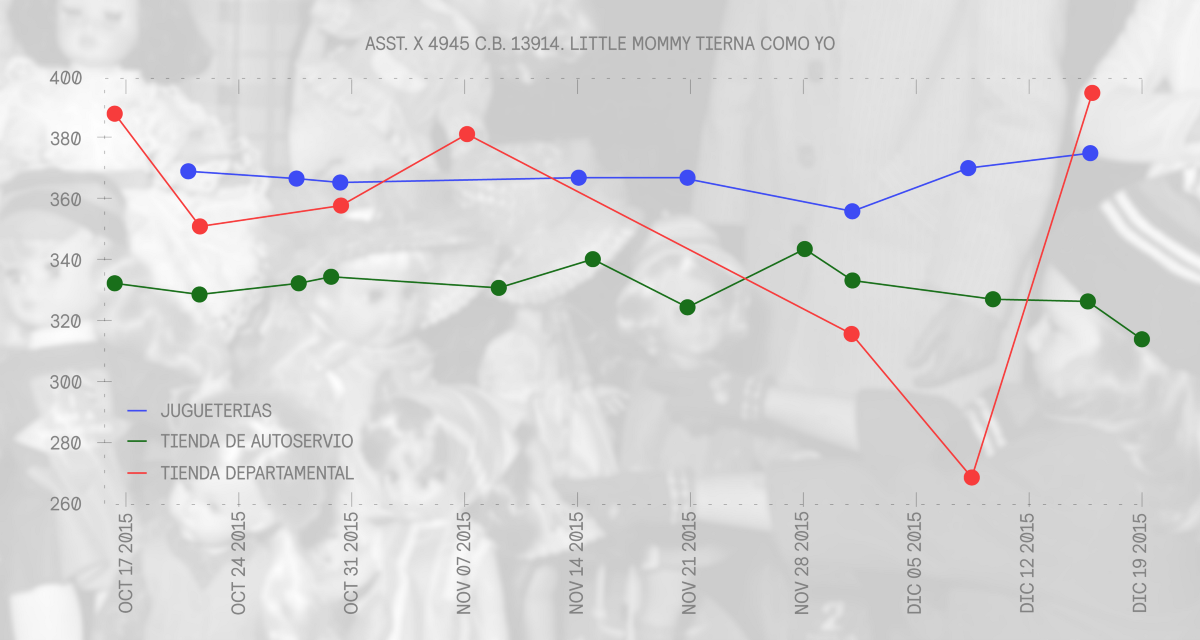 ASST. X 4945 C.B. 13914. LITTLE MOMMY TIERNA COMO YO
400
380
360
340
320
300
280
260
JUGUETERIAS
TIENDA DE AUTOSERVIO
TIENDA DEPARTAMENTAL
OCT 17 2015
OCT 24 2015
OCT 31 2015
NOV 07 2015
NOV 14 2015
NOV 21 2015
NOV 28 2015
DIC 05 2015
DIC 12 2015
DIC 19 2015